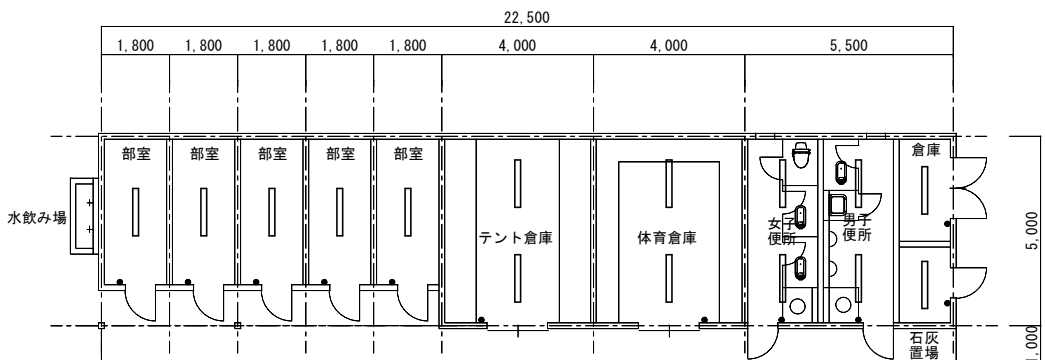 22,500
1,800 1,800 1,800 1,800 1,800 4,000 4,000 5,500
部室 部室 部室 部室 部室 倉庫
水飲み場
テント倉庫 体育倉庫
女子
便所
男子
便所
5,000
石灰
置場
1,000